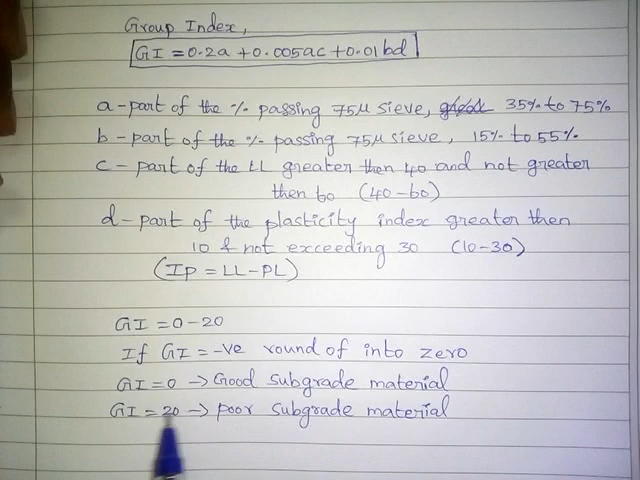 Group Index,
GI = 0.2a + 0.005ac + 0.01bd
a - part of the % passing 75μ sieve, 35% to 75%
b - part of the % passing 75μ sieve, 15% to 55%
c - part of the LL greater then 40 and not greater
then 60 (40-60)
d - part of the plasticity index greater then
10 & not exceeding 30 (10-30)
(Ip = LL-PL)
GI = 0-20
If GI = -ve round of into zero
GI = 0 → Good subgrade material
GI = 20 → poor subgrade material